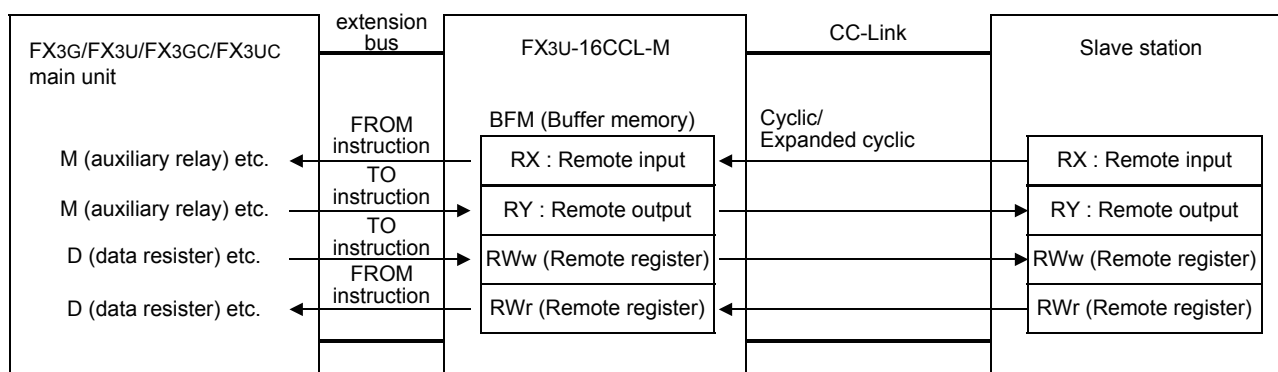 extension
bus
CC-Link
FX3G/FX3U/FX3GC/FX3UC
main unit
FX3U-16CCL-M
Slave station
BFM (Buffer memory)
Cyclic/
Expanded cyclic
FROM
instruction
M (auxiliary relay) etc.
RX : Remote input
RX : Remote input
TO
instruction
M (auxiliary relay) etc.
RY : Remote output
RY : Remote output
TO
instruction
D (data resister) etc.
RWw (Remote register)
RWw (Remote register)
FROM
instruction
D (data resister) etc.
RWr (Remote register)
RWr (Remote register)